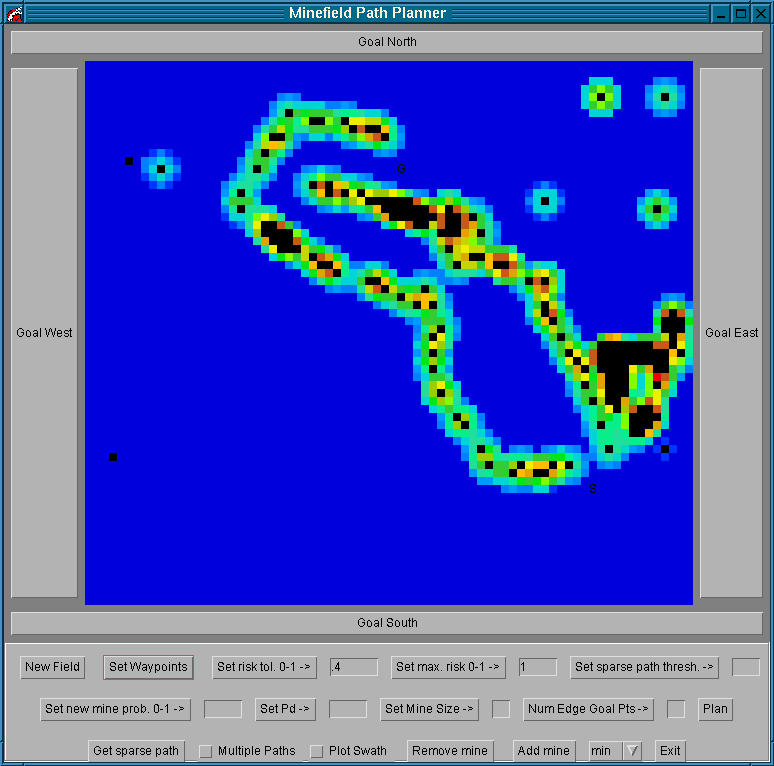 Minefield Path Planner
Goal North
G
Goal West
Goal East
S
Goal South
New Field Set Waypoints Set risk tol. 0-1 -> .4 Set max. risk 0-1 -> 1 Set sparse path thresh. ->
Set new mine prob. 0-1 -> Set Pd -> Set Mine Size -> Num Edge Goal Pts -> Plan
Get sparse path Multiple Paths Plot Swath Remove mine Add mine min Exit